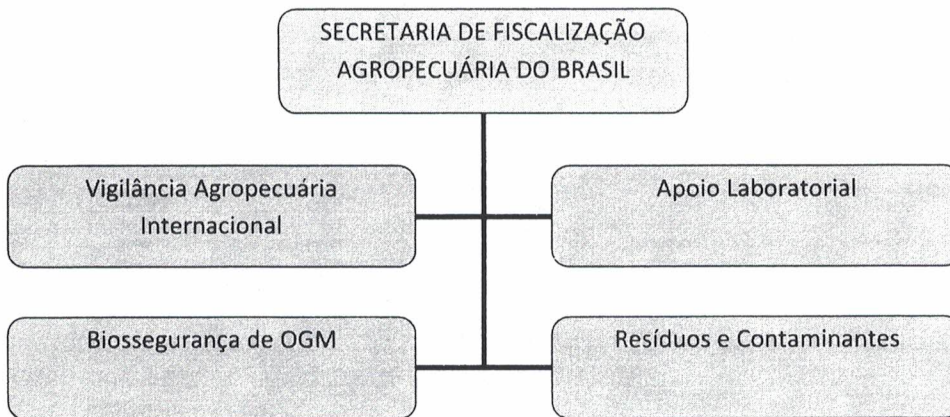 SECRETARIA DE FISCALIZAÇÃO
AGROPECUÁRIA DO BRASIL
Vigilância Agropecuária
Internacional
Apoio Laboratorial
Biossegurança de OGM
Resíduos e Contaminantes